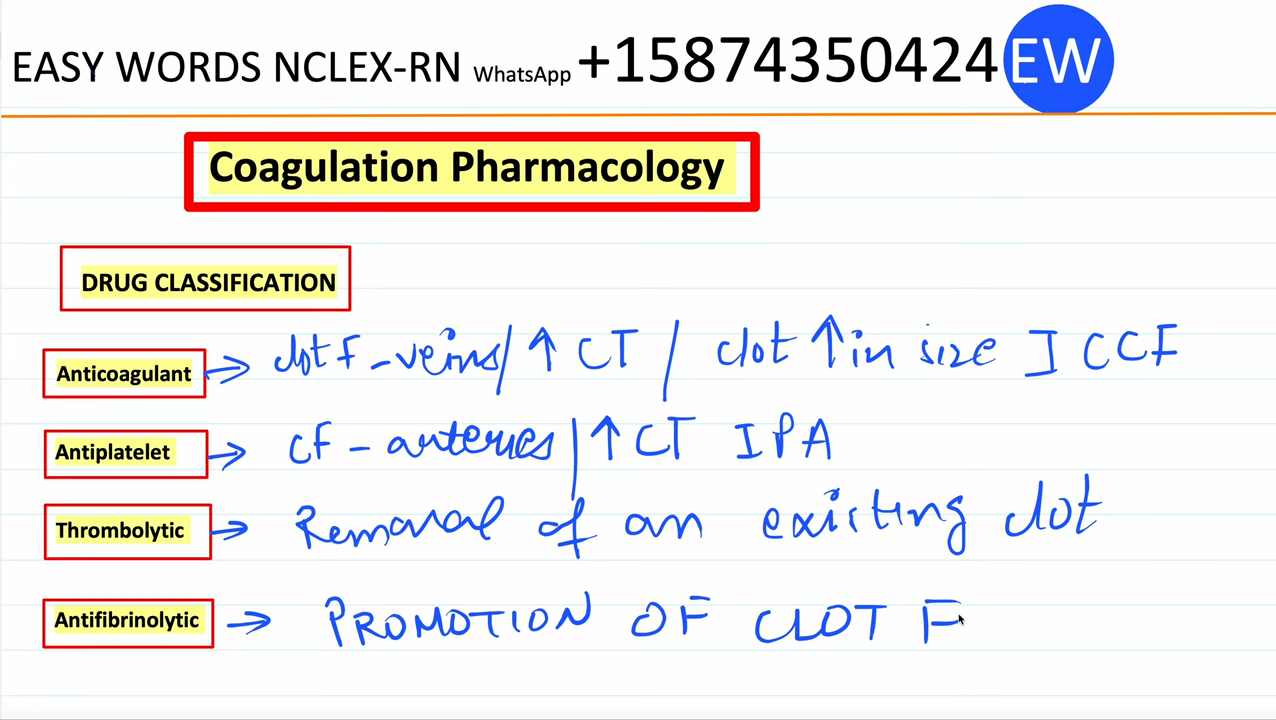 EASY WORDS NCLEX-RN WhatsApp +15874350424 EW
Coagulation Pharmacology
DRUG CLASSIFICATION
Anticoagulant → clot F - veins / ↑ CT / clot ↑ in size I CCF
Antiplatelet → CF - arteries / ↑ CT IPA
Thrombolytic → Removal of an existing clot
Antifibrinolytic → PROMOTION OF CLOT F